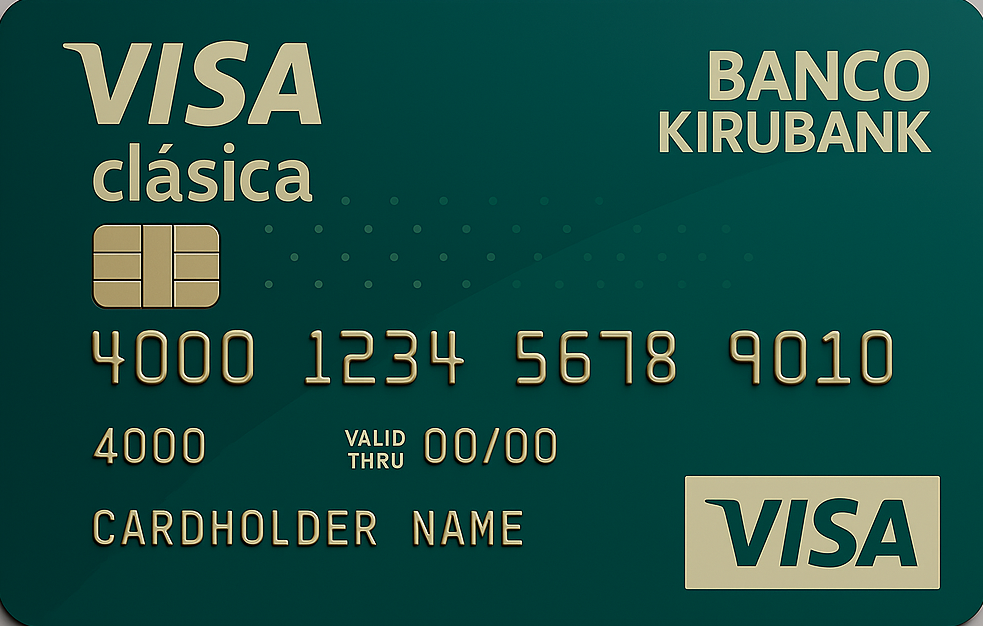 VISA
clásica
BANCO
KIRUBANK
4000 1234 5678 9010
4000 VALID THRU 00/00
CARDHOLDER NAME
VISA